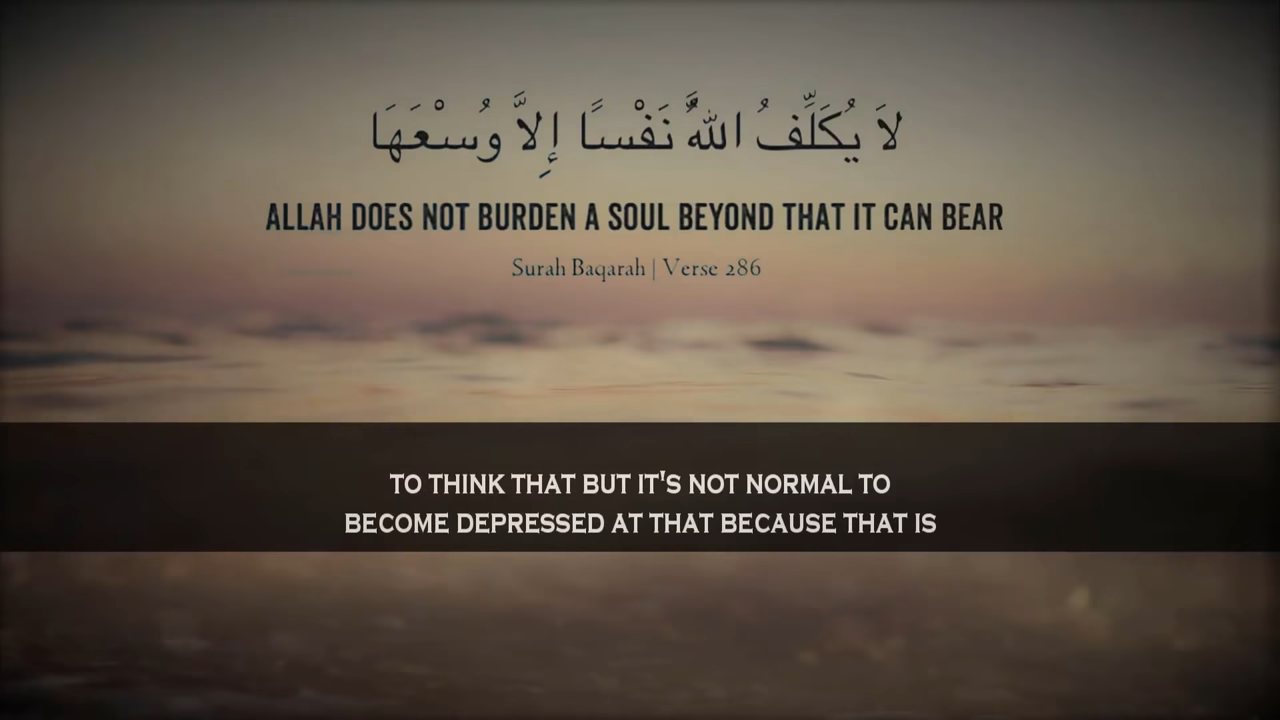 لاَ يُكَلِّفُ اللهُ نَفْسًا إِلاَّ وُسْعَهَا
ALLAH DOES NOT BURDEN A SOUL BEYOND THAT IT CAN BEAR
Surah Baqarah | Verse 286
TO THINK THAT BUT IT'S NOT NORMAL TO
BECOME DEPRESSED AT THAT BECAUSE THAT IS